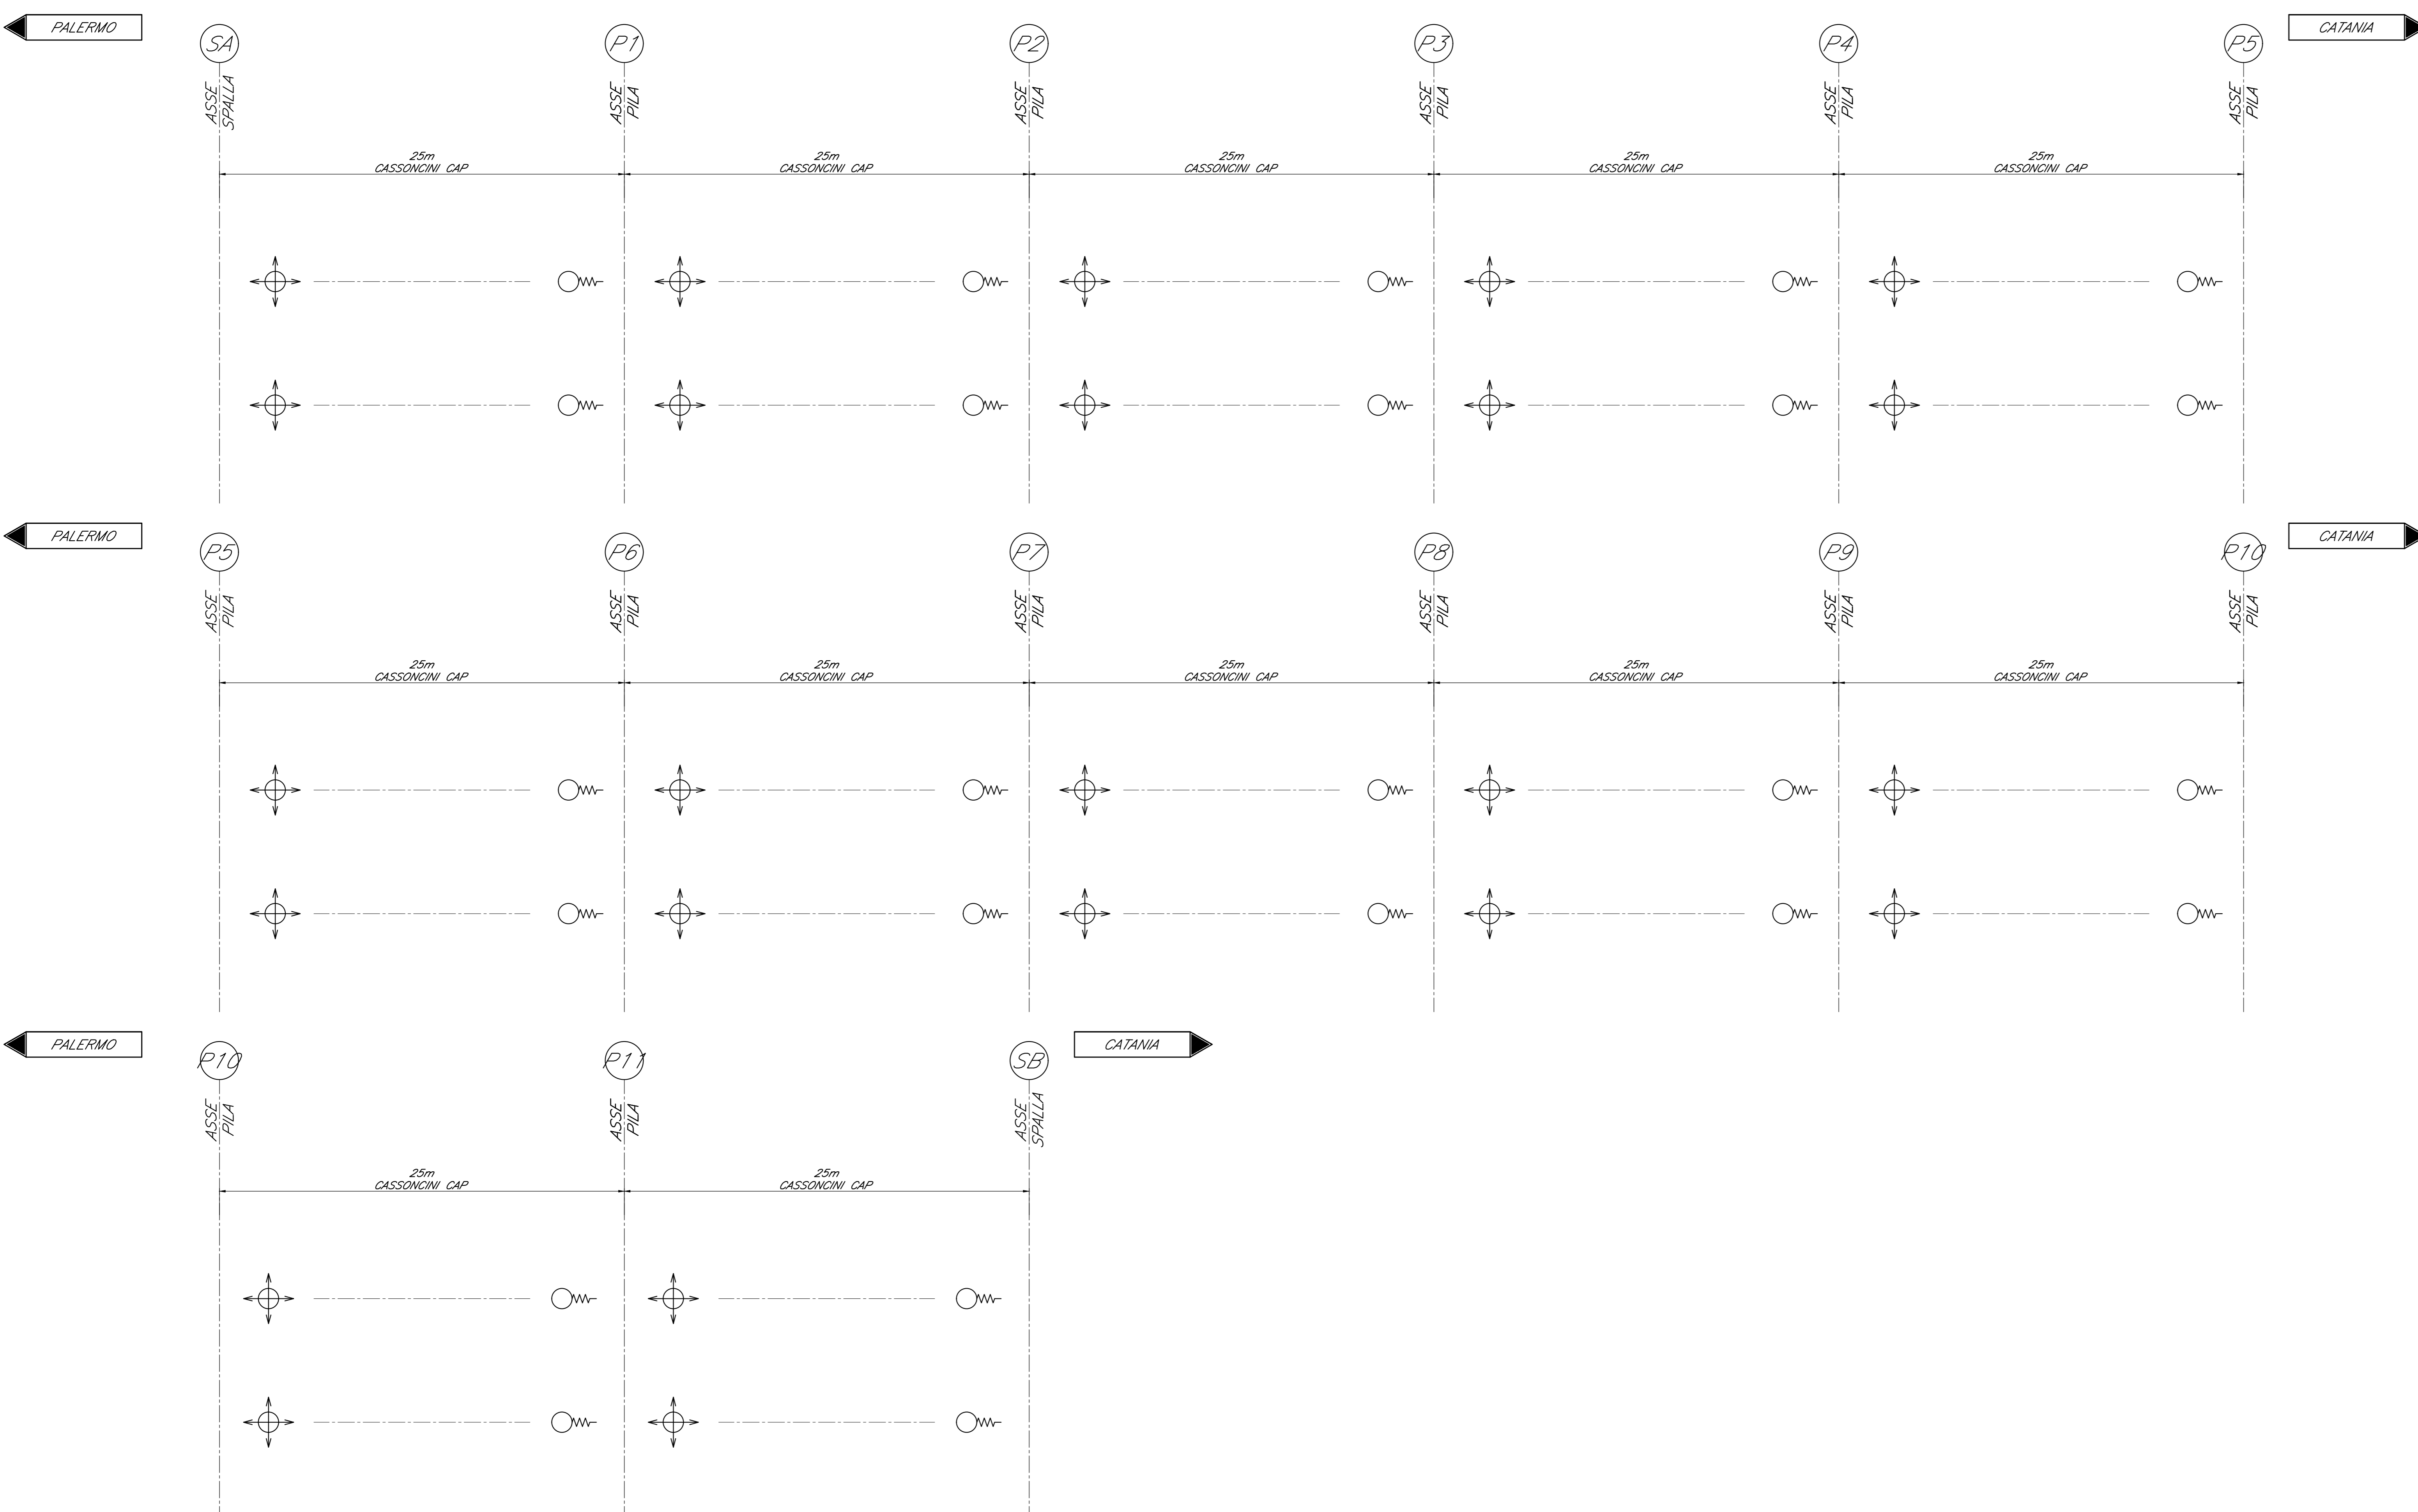 PALERMO
CATANIA
SA
P1
P2
P3
P4
P5
ASSE
SPALLA
ASSE
PILA
ASSE
PILA
ASSE
PILA
ASSE
PILA
ASSE
PILA
25m
CASSONCINI CAP
25m
CASSONCINI CAP
25m
CASSONCINI CAP
25m
CASSONCINI CAP
25m
CASSONCINI CAP
PALERMO
CATANIA
P5
P6
P7
P8
P9
P10
ASSE
PILA
ASSE
PILA
ASSE
PILA
ASSE
PILA
ASSE
PILA
ASSE
PILA
25m
CASSONCINI CAP
25m
CASSONCINI CAP
25m
CASSONCINI CAP
25m
CASSONCINI CAP
25m
CASSONCINI CAP
PALERMO
CATANIA
P10
P11
SB
ASSE
PILA
ASSE
PILA
ASSE
SPALLA
25m
CASSONCINI CAP
25m
CASSONCINI CAP